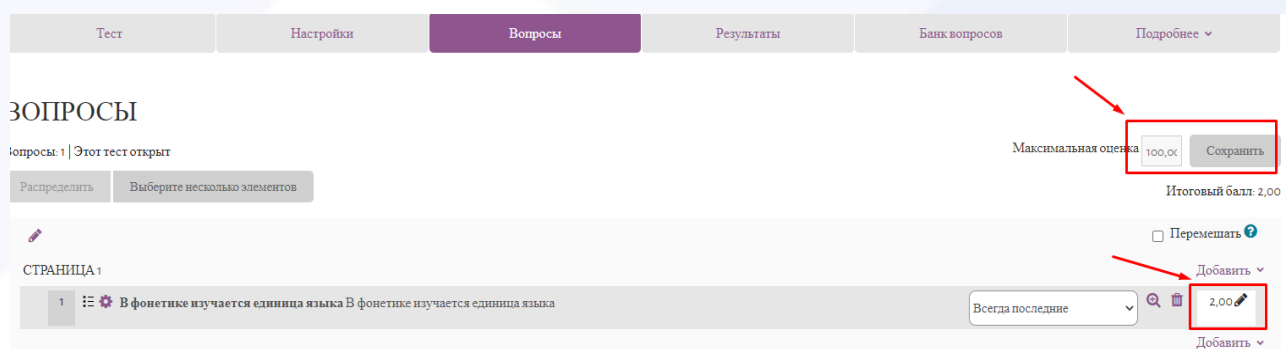 Тест Настройки Вопросы Результаты Банк вопросов Подробнее
ВОПРОСЫ
Вопросы: 1 | Этот тест открыт
Максимальная оценка 100,00 Сохранить
Распределить Выберите несколько элементов
Итоговый балл: 2,00
Перемешать ?
СТРАНИЦА 1
Добавить
1 В фонетике изучается единица языка В фонетике изучается единица языка Всегда последние 2,00
Добавить